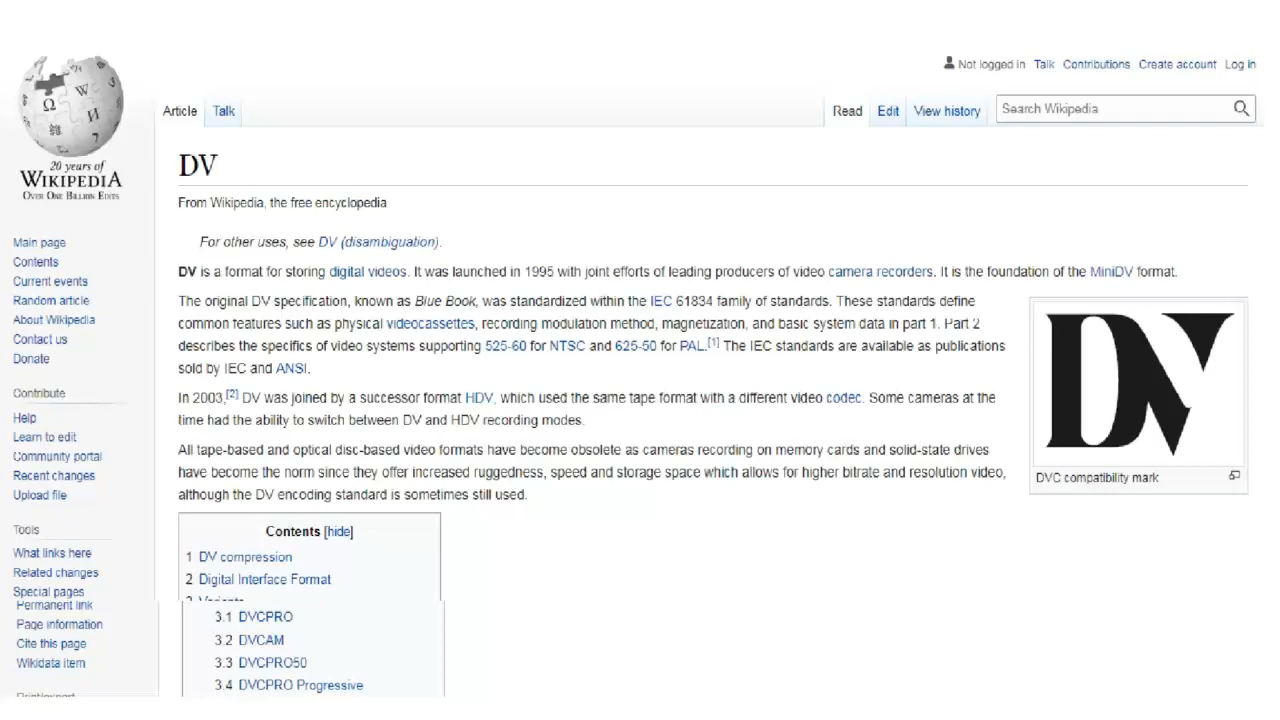 Not logged in Talk Contributions Create account Log in
Article Talk Read Edit View history Search Wikipedia
20 years of
WIKIPEDIA
OVER ONE BILLION EDITS
Main page
Contents
Current events
Random article
About Wikipedia
Contact us
Donate
Contribute
Help
Learn to edit
Community portal
Recent changes
Upload file
Tools
What links here
Related changes
Special pages
Permanent link
Page information
Cite this page
Wikidata item
Print/export
DV
From Wikipedia, the free encyclopedia
For other uses, see DV (disambiguation).
DV is a format for storing digital videos. It was launched in 1995 with joint efforts of leading producers of video camera recorders. It is the foundation of the MiniDV format.
The original DV specification, known as Blue Book, was standardized within the IEC 61834 family of standards. These standards define
common features such as physical videocassettes, recording modulation method, magnetization, and basic system data in part 1. Part 2
describes the specifics of video systems supporting 525-60 for NTSC and 625-50 for PAL.[1] The IEC standards are available as publications
sold by IEC and ANSI.
In 2003,[2] DV was joined by a successor format HDV, which used the same tape format with a different video codec. Some cameras at the
time had the ability to switch between DV and HDV recording modes.
All tape-based and optical disc-based video formats have become obsolete as cameras recording on memory cards and solid-state drives
have become the norm since they offer increased ruggedness, speed and storage space which allows for higher bitrate and resolution video,
although the DV encoding standard is sometimes still used.
DV
DVC compatibility mark
Contents [hide]
1 DV compression
2 Digital Interface Format
3 Variants
3.1 DVCPRO
3.2 DVCAM
3.3 DVCPRO50
3.4 DVCPRO Progressive